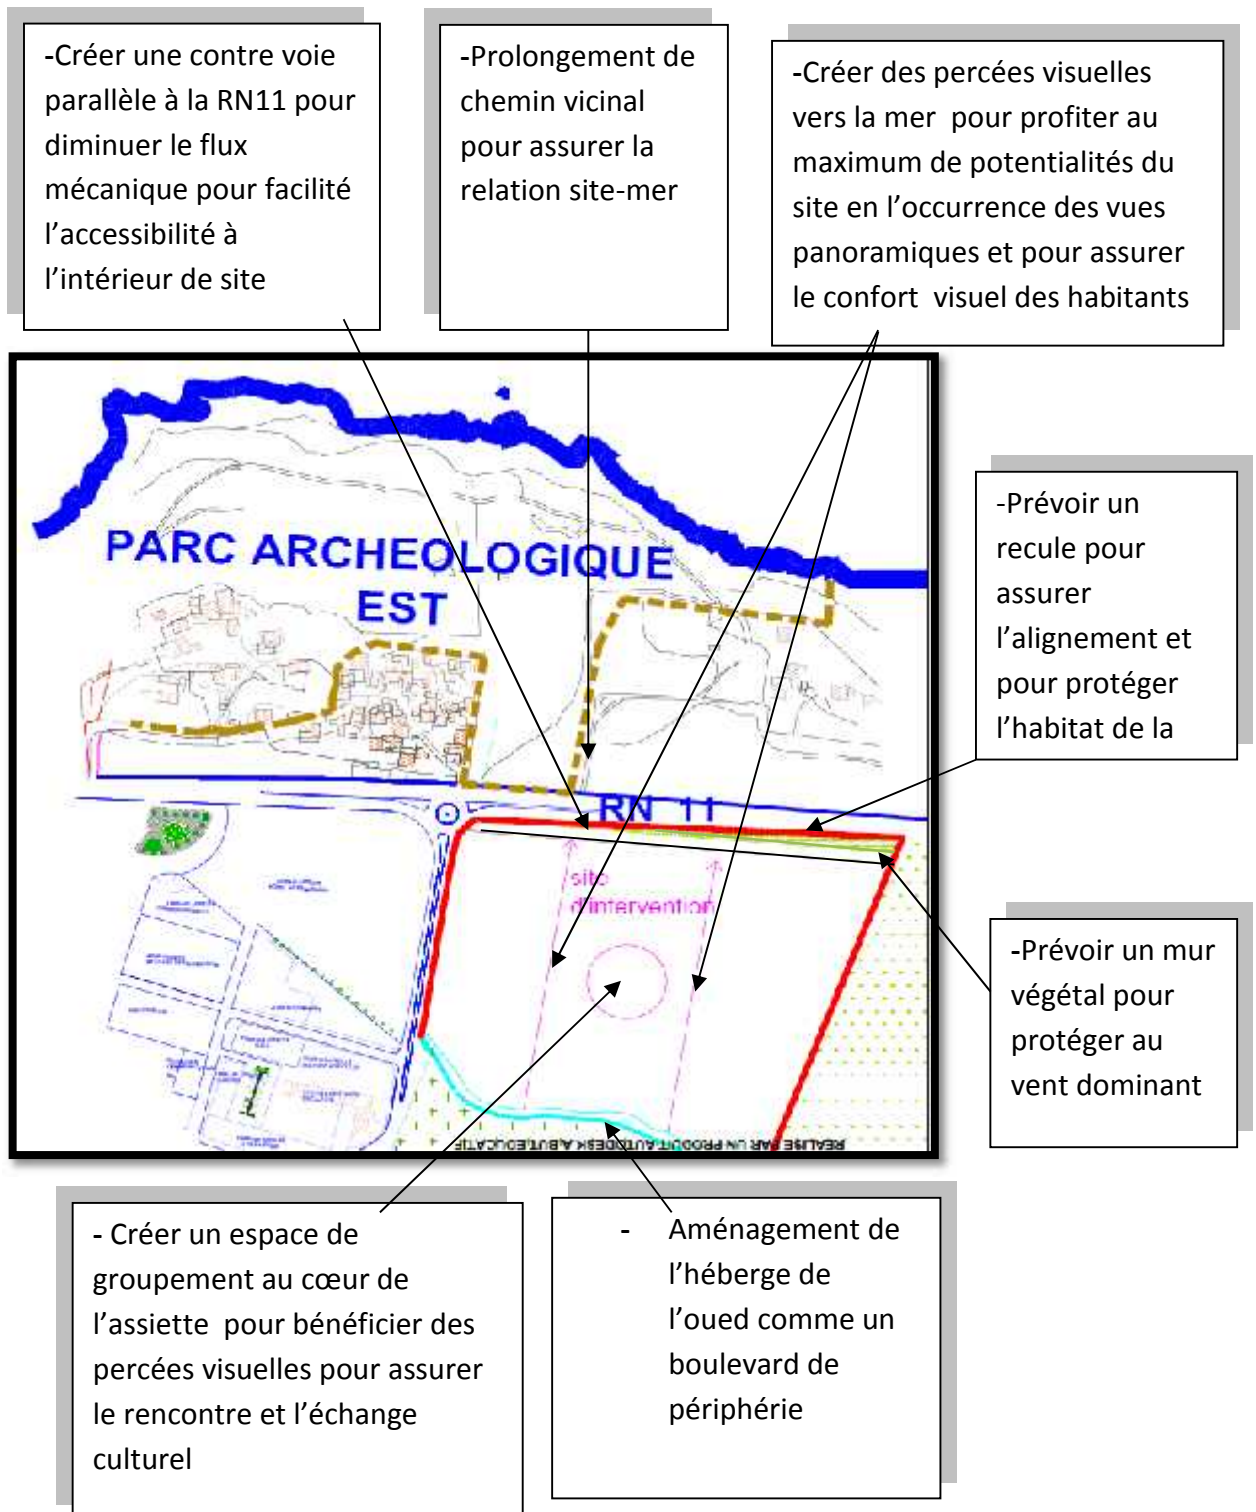 -Créer une contre voie
parallèle à la RN11 pour
diminuer le flux
mécanique pour facilité
l’accessibilité à
l’intérieur de site
-Prolongement de
chemin vicinal
pour assurer la
relation site-mer
-Créer des percées visuelles
vers la mer pour profiter au
maximum de potentialités du
site en l’occurrence des vues
panoramiques et pour assurer
le confort visuel des habitants
PARC ARCHEOLOGIQUE
EST
-Prévoir un
recule pour
assurer
l’alignement et
pour protéger
l’habitat de la
RN 11
site
d'intervention
-Prévoir un mur
végétal pour
protéger au
vent dominant
REALISE PAR UN PRODUIT AUTODESK A BUT EDUCATIF
- Créer un espace de
groupement au cœur de
l’assiette pour bénéficier des
percées visuelles pour assurer
le rencontre et l’échange
culturel
- Aménagement de
l’héberge de
l’oued comme un
boulevard de
périphérie